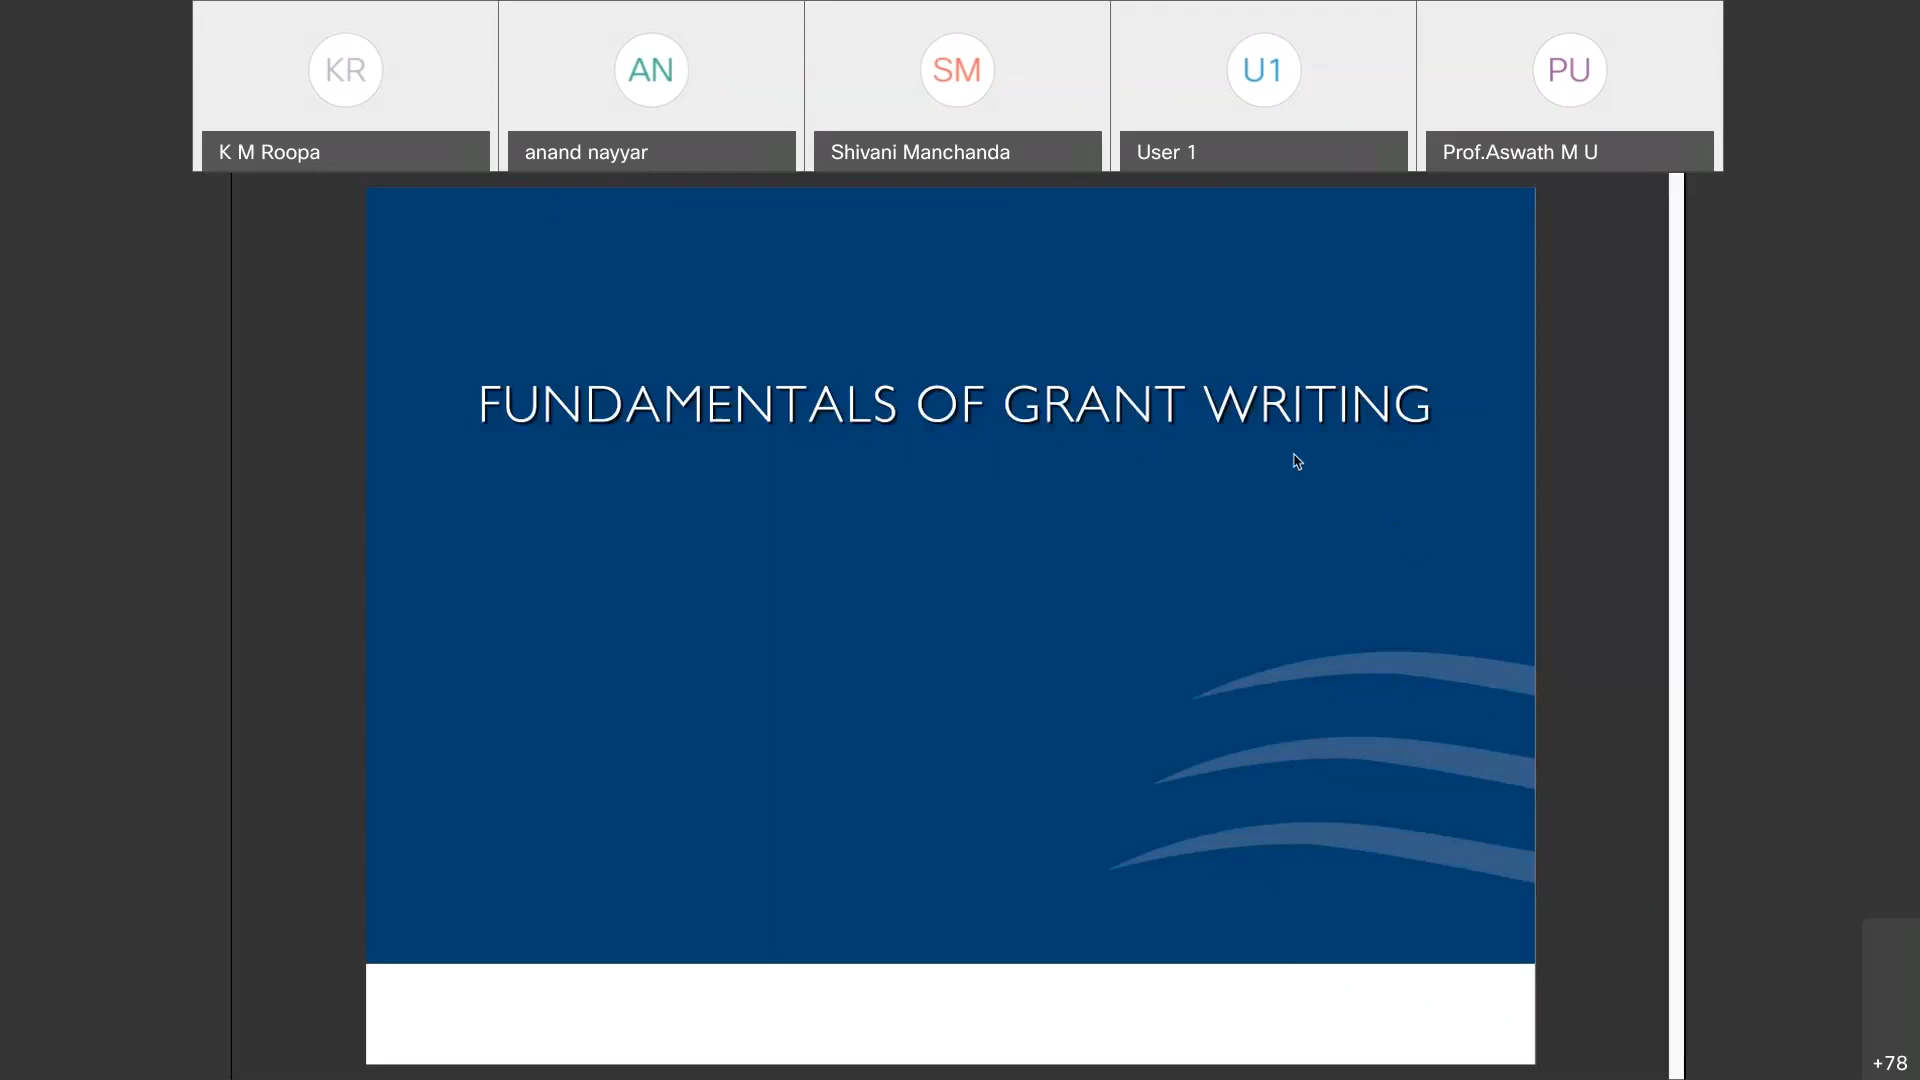 KR
AN
SM
U1
PU
K M Roopa
anand nayyar
Shivani Manchanda
User 1
Prof.Aswath M U
FUNDAMENTALS OF GRANT WRITING
+78